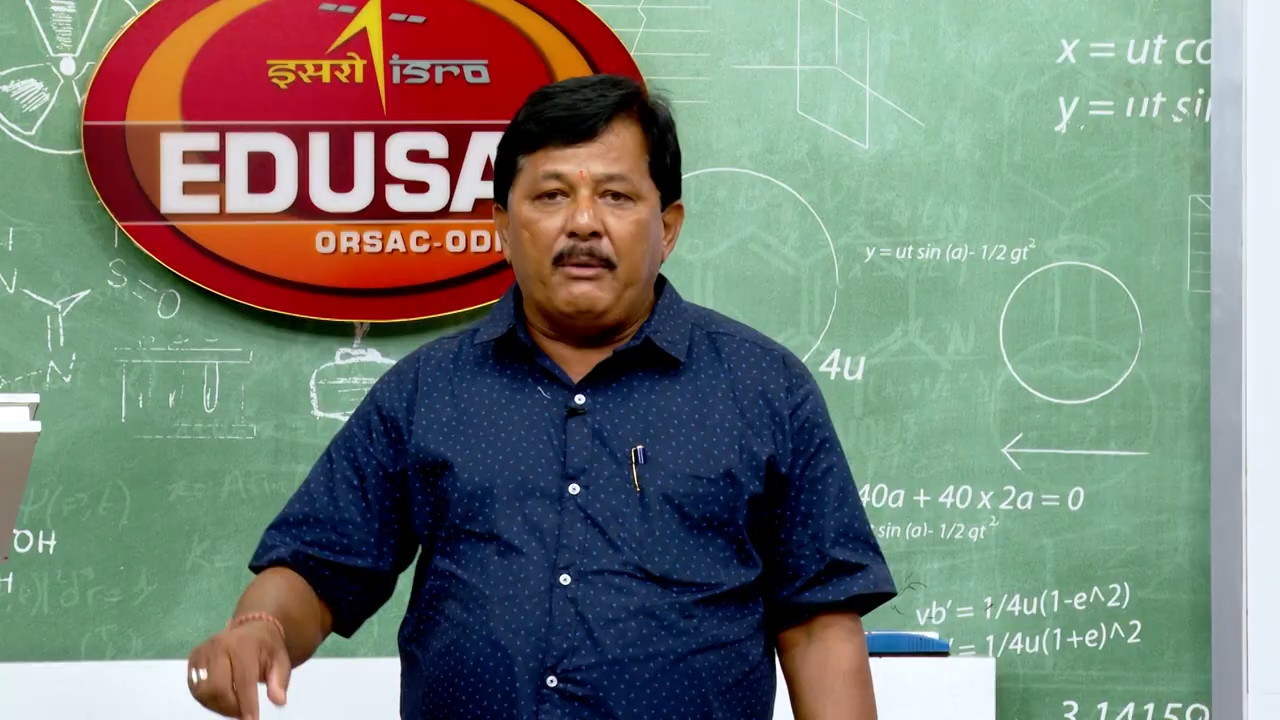 इसरो isro
EDUSA
ORSAC-ODI
x = ut co
y = ut sin
y = ut sin (a)- 1/2 gt²
4u
S=O
N
N
OH
H
40a + 40 x 2a = 0
sin (a)- 1/2 gt²
vb' = 1/4u(1-e^2)
' = 1/4u(1+e)^2
3.14159